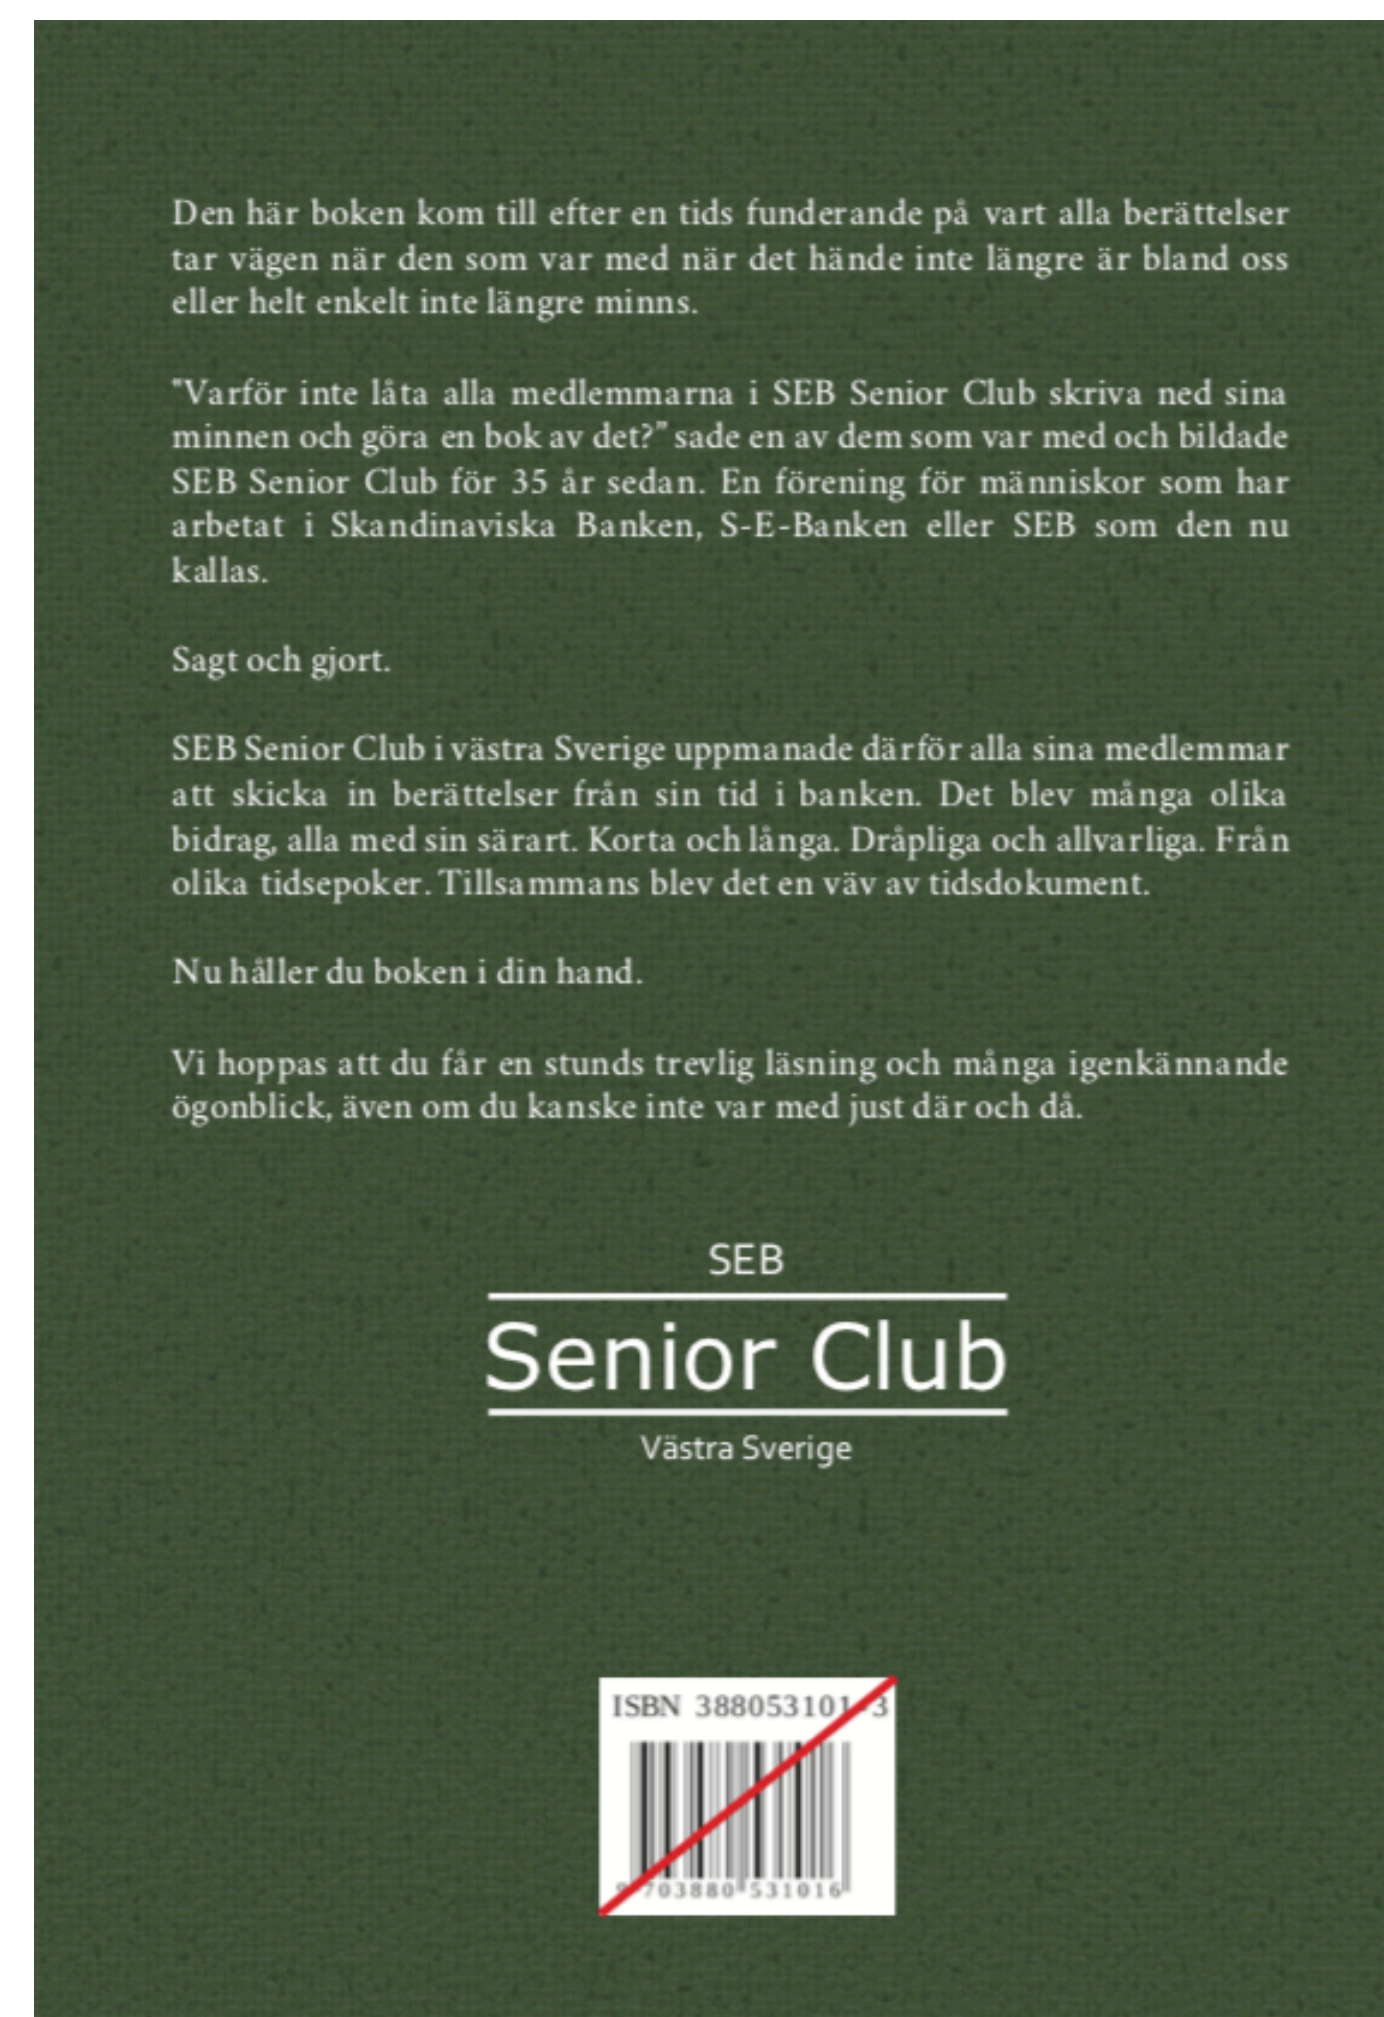 Den här boken kom till efter en tids funderande på vart alla berättelser
tar vägen när den som var med när det hände inte längre är bland oss
eller helt enkelt inte längre minns.
"Varför inte låta alla medlemmarna i SEB Senior Club skriva ned sina
minnen och göra en bok av det?" sade en av dem som var med och bildade
SEB Senior Club för 35 år sedan. En förening för människor som har
arbetat i Skandinaviska Banken, S-E-Banken eller SEB som den nu
kallas.
Sagt och gjort.
SEB Senior Club i västra Sverige uppmanade därför alla sina medlemmar
att skicka in berättelser från sin tid i banken. Det blev många olika
bidrag, alla med sin särart. Korta och långa. Dråpliga och allvarliga. Från
olika tidsepoker. Tillsammans blev det en väv av tidsdokument.
Nu håller du boken i din hand.
Vi hoppas att du får en stunds trevlig läsning och många igenkännande
ögonblick, även om du kanske inte var med just där och då.
SEB
Senior Club
Västra Sverige
ISBN 388053101-3
9 703880 531016